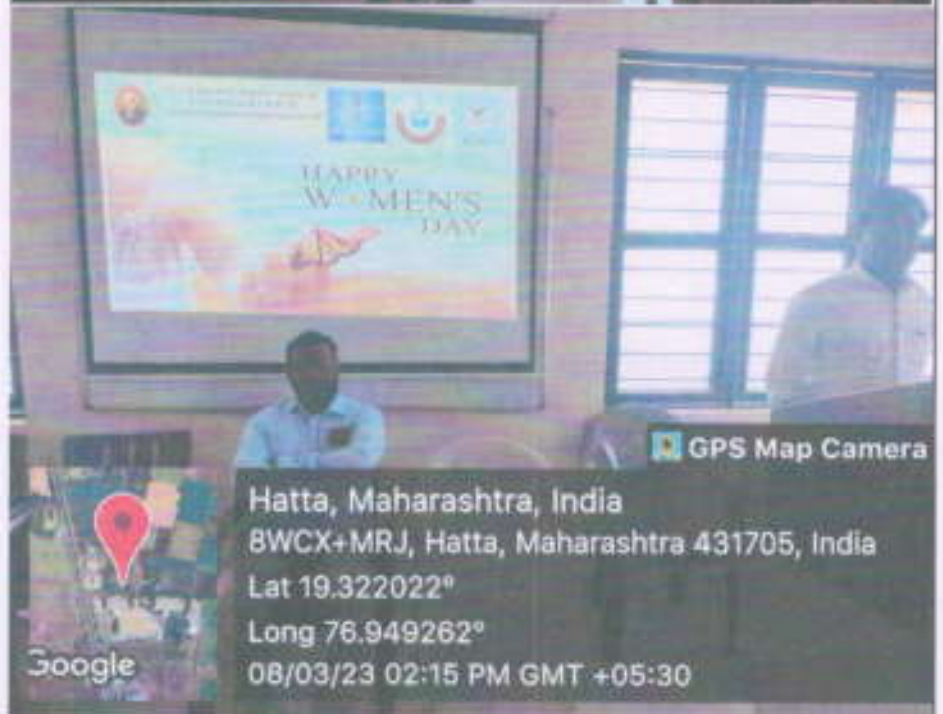 HAPPY
WOMEN'S
DAY
GPS Map Camera
Hatta, Maharashtra, India
8WCX+MRJ, Hatta, Maharashtra 431705, India
Lat 19.322022°
Long 76.949262°
08/03/23 02:15 PM GMT +05:30
Google